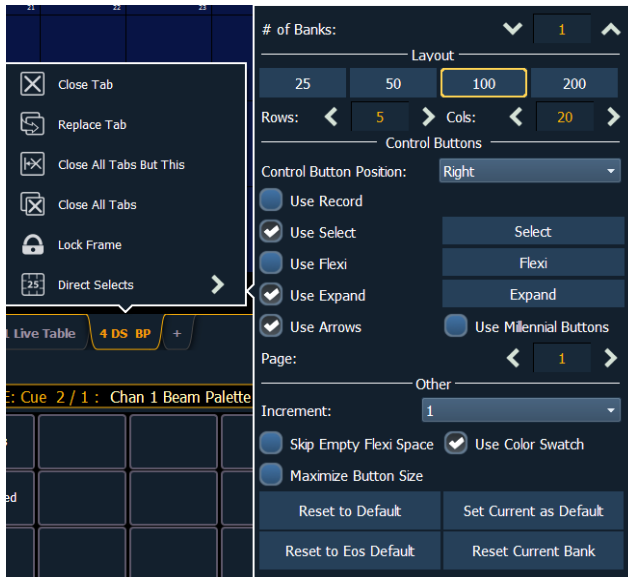 21 22 23
Close Tab
Replace Tab
Close All Tabs But This
Close All Tabs
Lock Frame
25 Direct Selects
Live Table 4 DS BP +
E: Cue 2 / 1 : Chan 1 Beam Palette
ed
# of Banks: 1
Layout
25 50 100 200
Rows: 5 Cols: 20
Control Buttons
Control Button Position: Right
Use Record
Use Select Select
Use Flexi Flexi
Use Expand Expand
Use Arrows Use Millennial Buttons
Page: 1
Other
Increment: 1
Skip Empty Flexi Space Use Color Swatch
Maximize Button Size
Reset to Default Set Current as Default
Reset to Eos Default Reset Current Bank